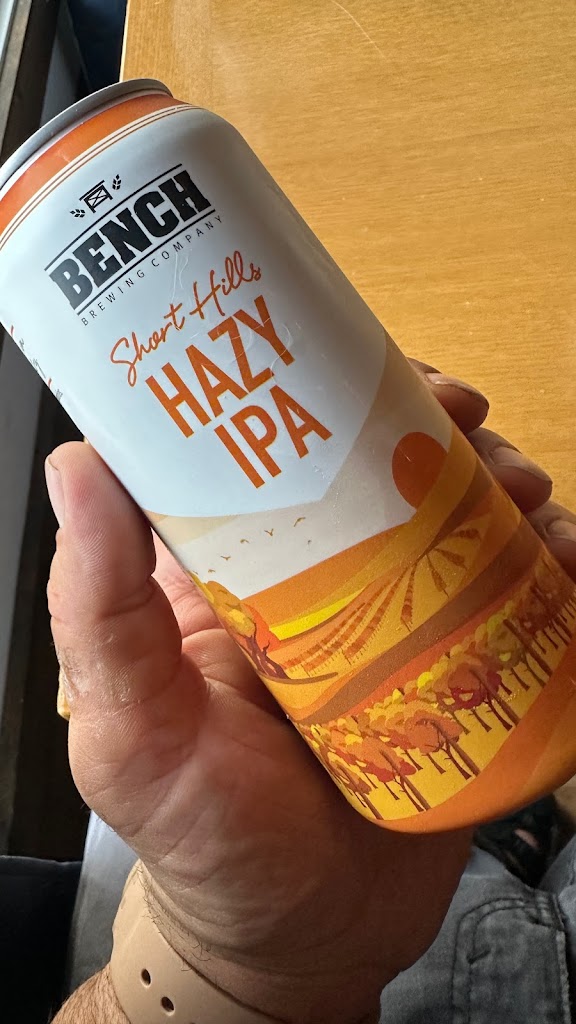 BENCH
BREWING COMPANY
Short Hills
HAZY
IPA